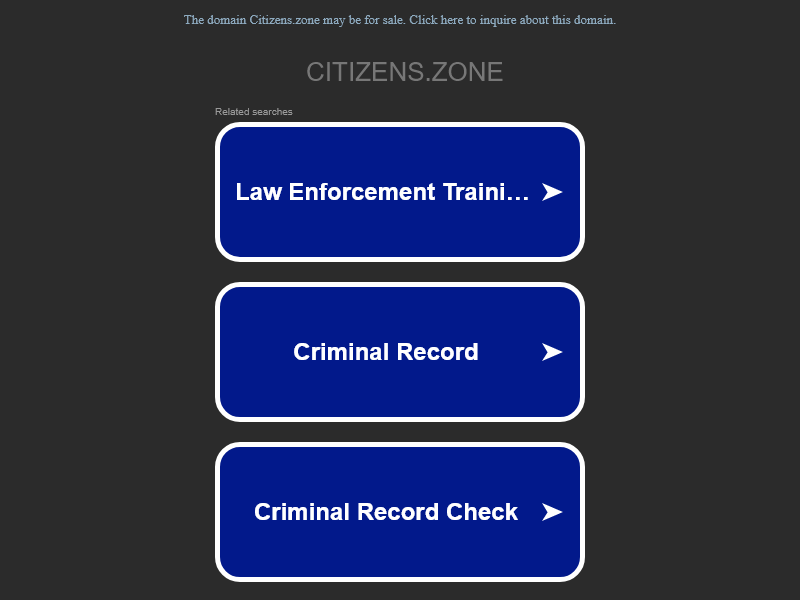 The domain Citizens.zone may be for sale. Click here to inquire about this domain.
CITIZENS.ZONE
Related searches
Law Enforcement Traini...
Criminal Record
Criminal Record Check